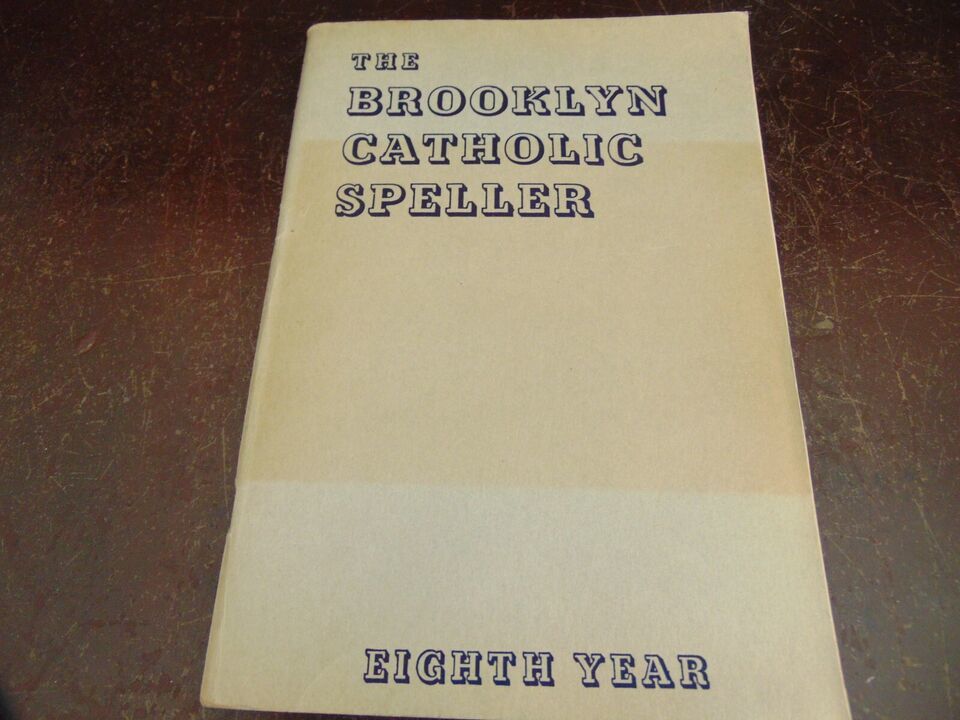 THE
BROOKLYN
CATHOLIC
SPELLER
EIGHTH YEAR